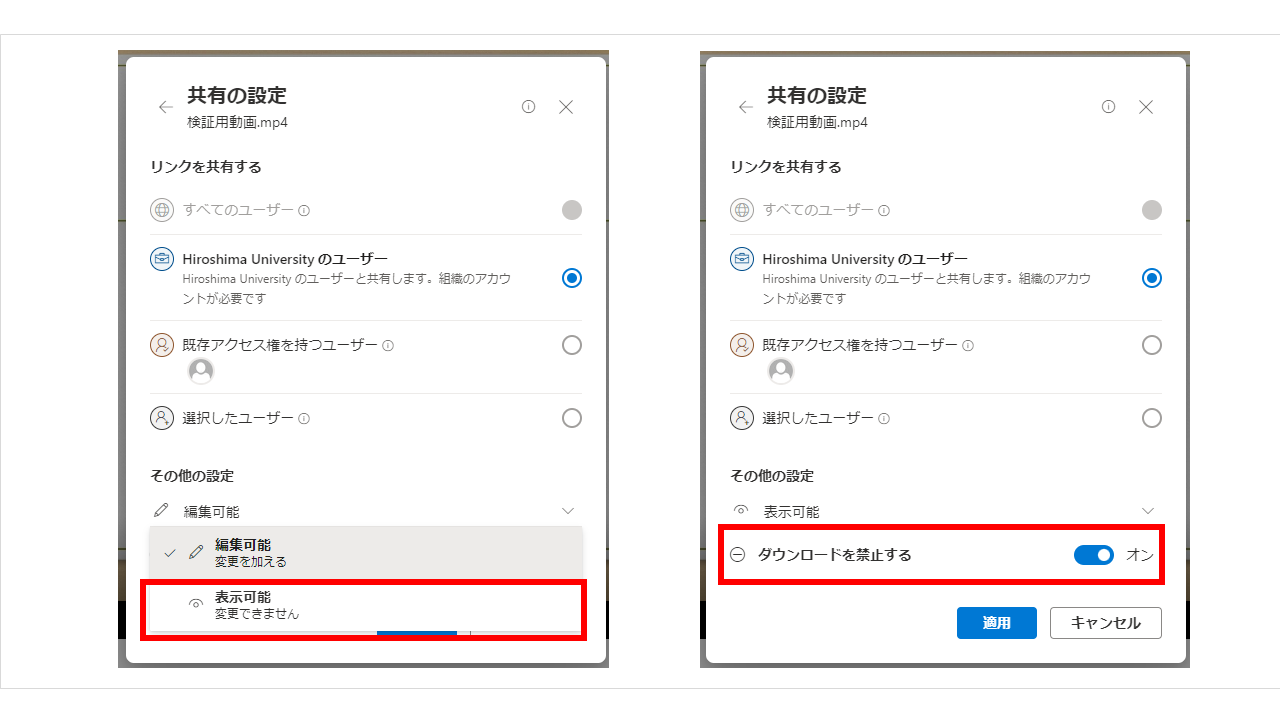 共有の設定
検証用動画.mp4
リンクを共有する
すべてのユーザー
Hiroshima University のユーザー
Hiroshima University のユーザーと共有します。組織のアカウ
ントが必要です
既存アクセス権を持つユーザー
選択したユーザー
その他の設定
編集可能
編集可能
変更を加える
表示可能
変更できません
共有の設定
検証用動画.mp4
リンクを共有する
すべてのユーザー
Hiroshima University のユーザー
Hiroshima University のユーザーと共有します。組織のアカウ
ントが必要です
既存アクセス権を持つユーザー
選択したユーザー
その他の設定
表示可能
ダウンロードを禁止する オン
適用 キャンセル